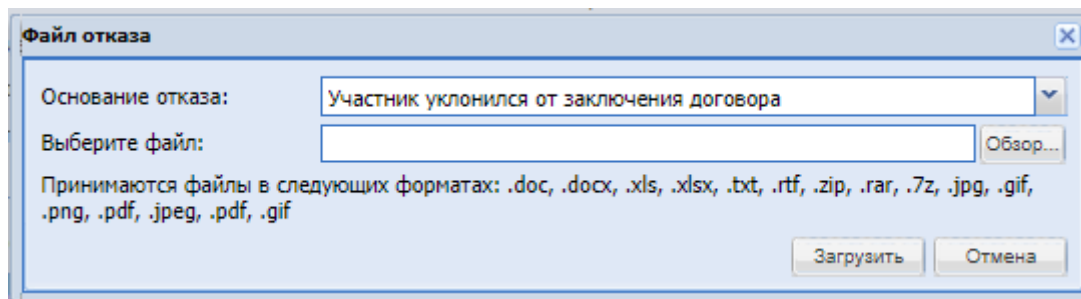 Файл отказа
Основание отказа: Участник уклонился от заключения договора
Выберите файл: Обзор...
Принимаются файлы в следующих форматах: .doc, .docx, .xls, .xlsx, .txt, .rtf, .zip, .rar, .7z, .jpg, .gif,
.png, .pdf, .jpeg, .pdf, .gif
Загрузить Отмена